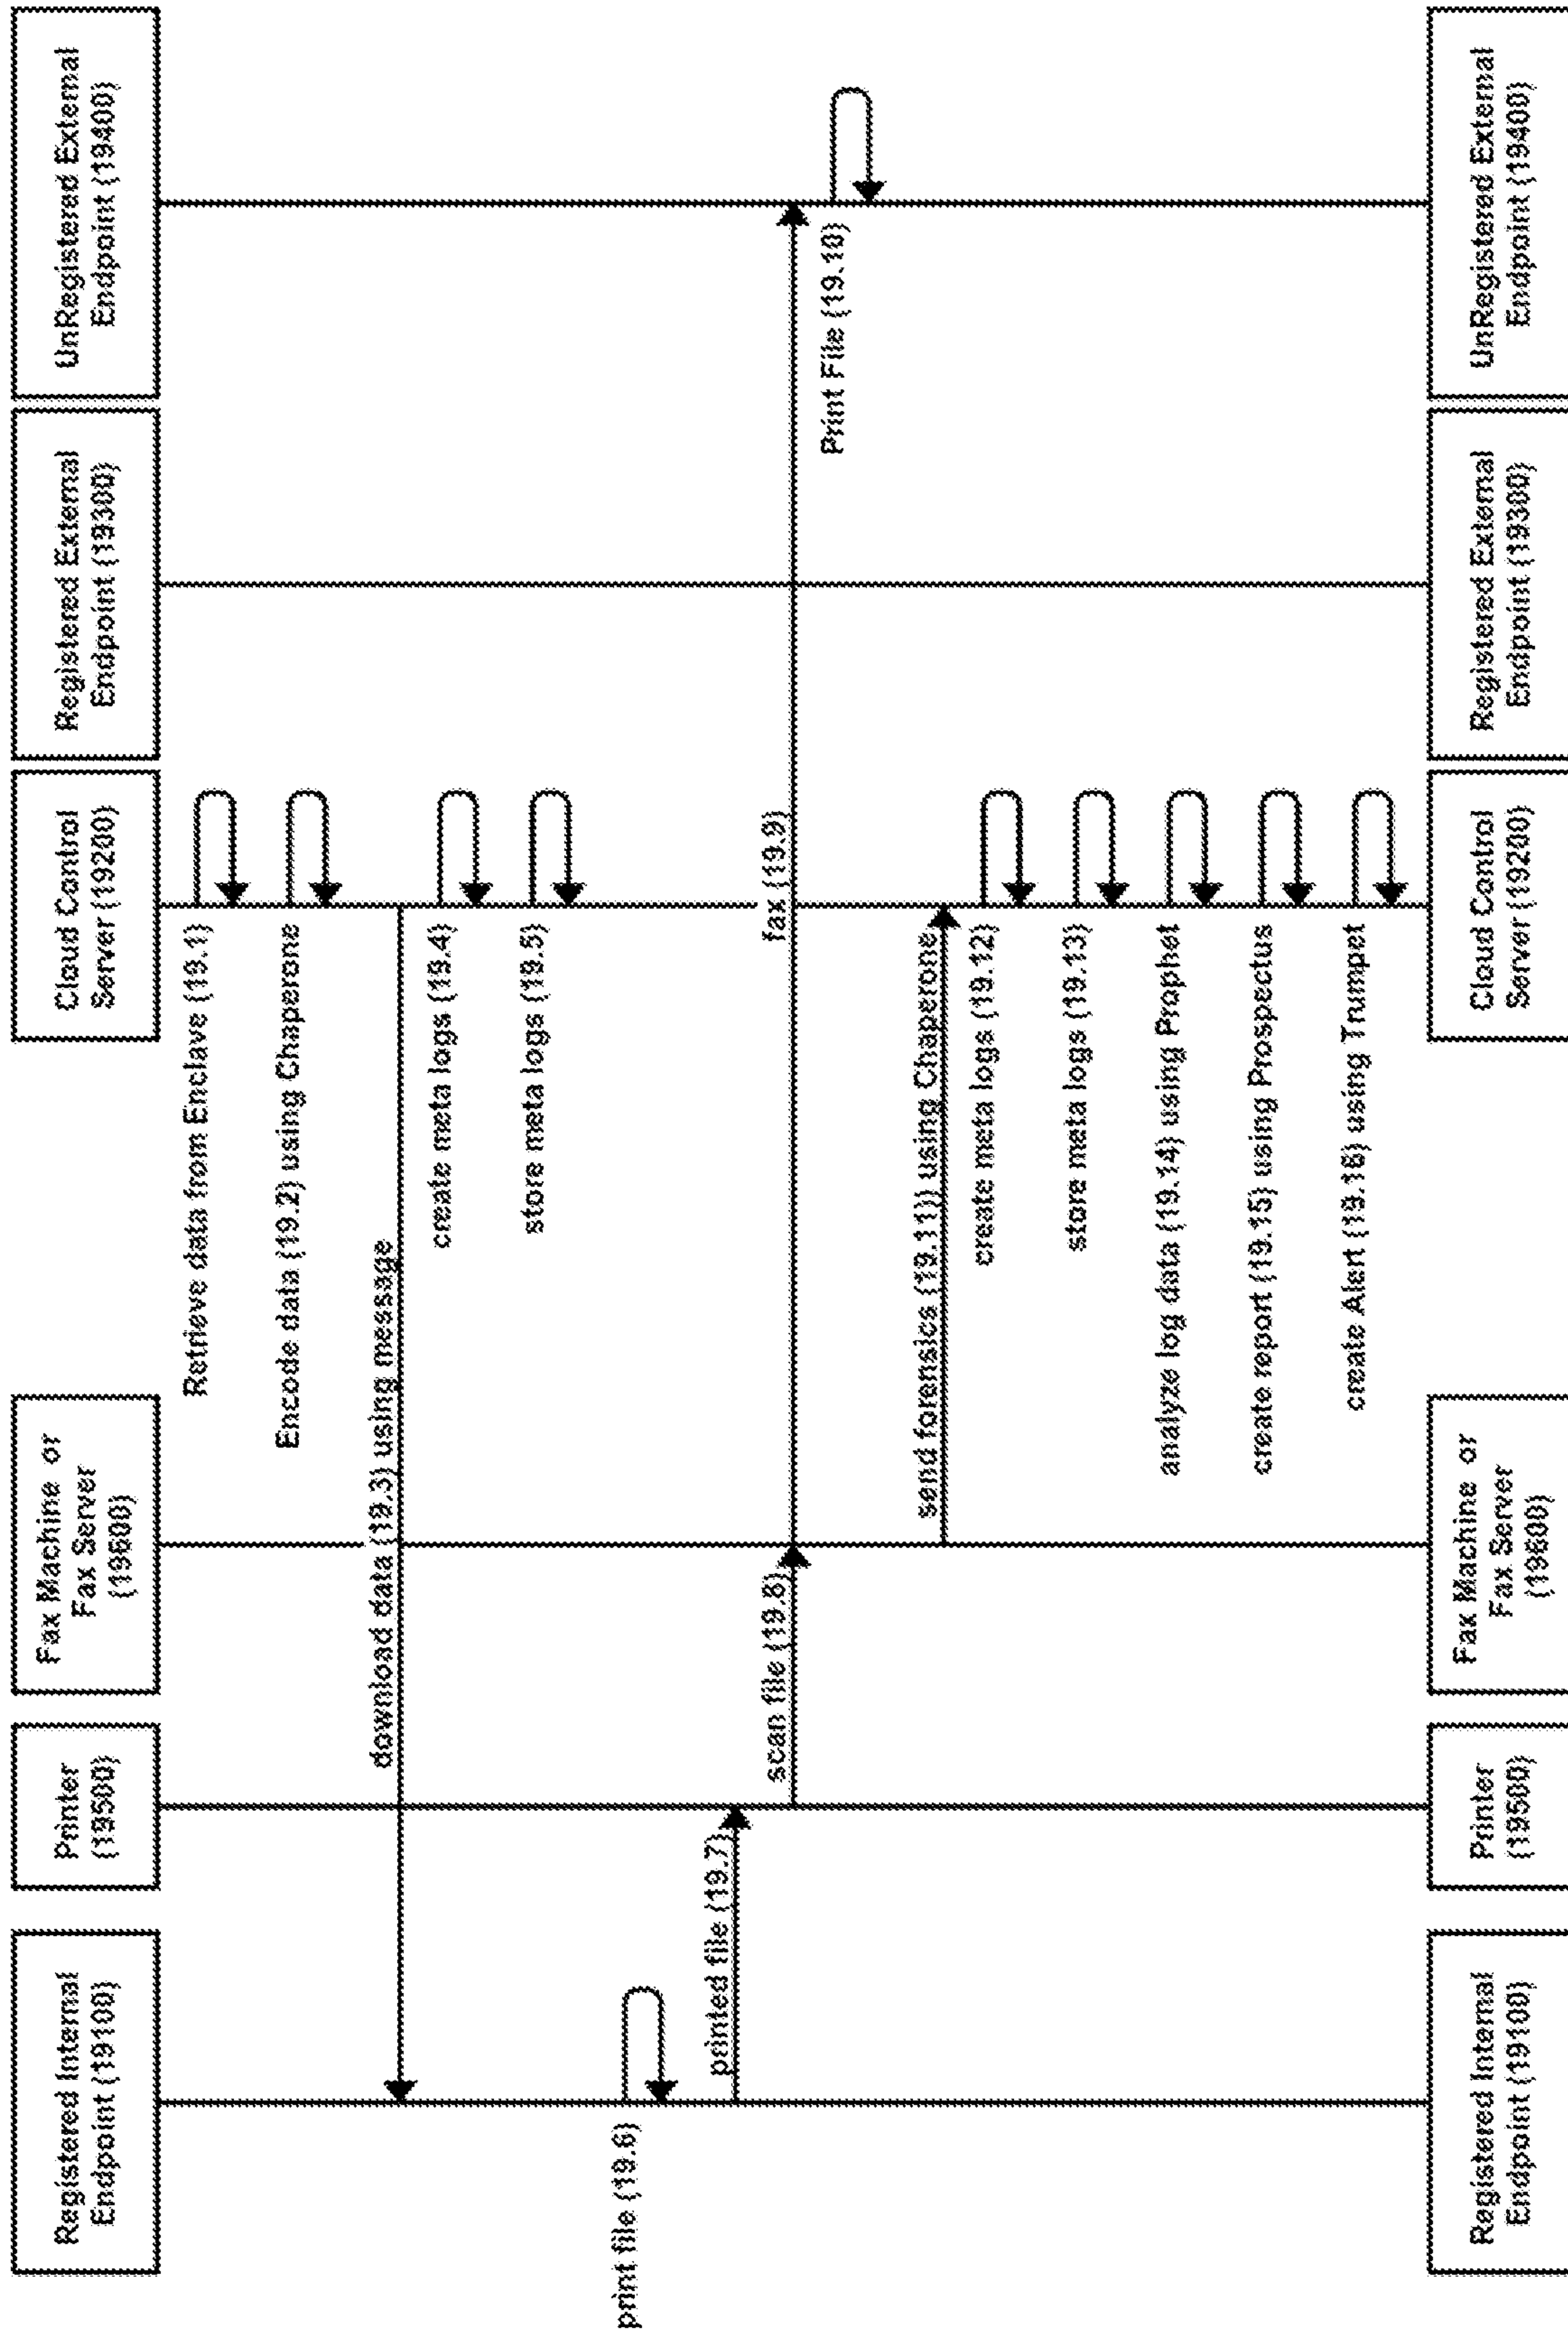 Registered Internal
Endpoint (19100)
Printer
(19500)
Fax Machine or
Fax Server
(19600)
Cloud Control
Server (19200)
Registered External
Endpoint (19300)
UnRegistered External
Endpoint (19400)
Retrieve data from Enclave (19.1)
Encode data (19.2) using Chaperone
download data (19.3) using message
create meta logs (19.4)
store meta logs (19.5)
print file (19.6)
printed file (19.7)
scan file (19.8)
fax (19.9)
Print File (19.10)
send forensics (19.11)) using Chaperone
create meta logs (19.12)
store meta logs (19.13)
analyze log data (19.14) using Prophet
create report (19.15) using Prospectus
create Alert (19.16) using Trumpet
Registered Internal
Endpoint (19100)
Printer
(19500)
Fax Machine or
Fax Server
(19600)
Cloud Control
Server (19200)
Registered External
Endpoint (19300)
UnRegistered External
Endpoint (19400)